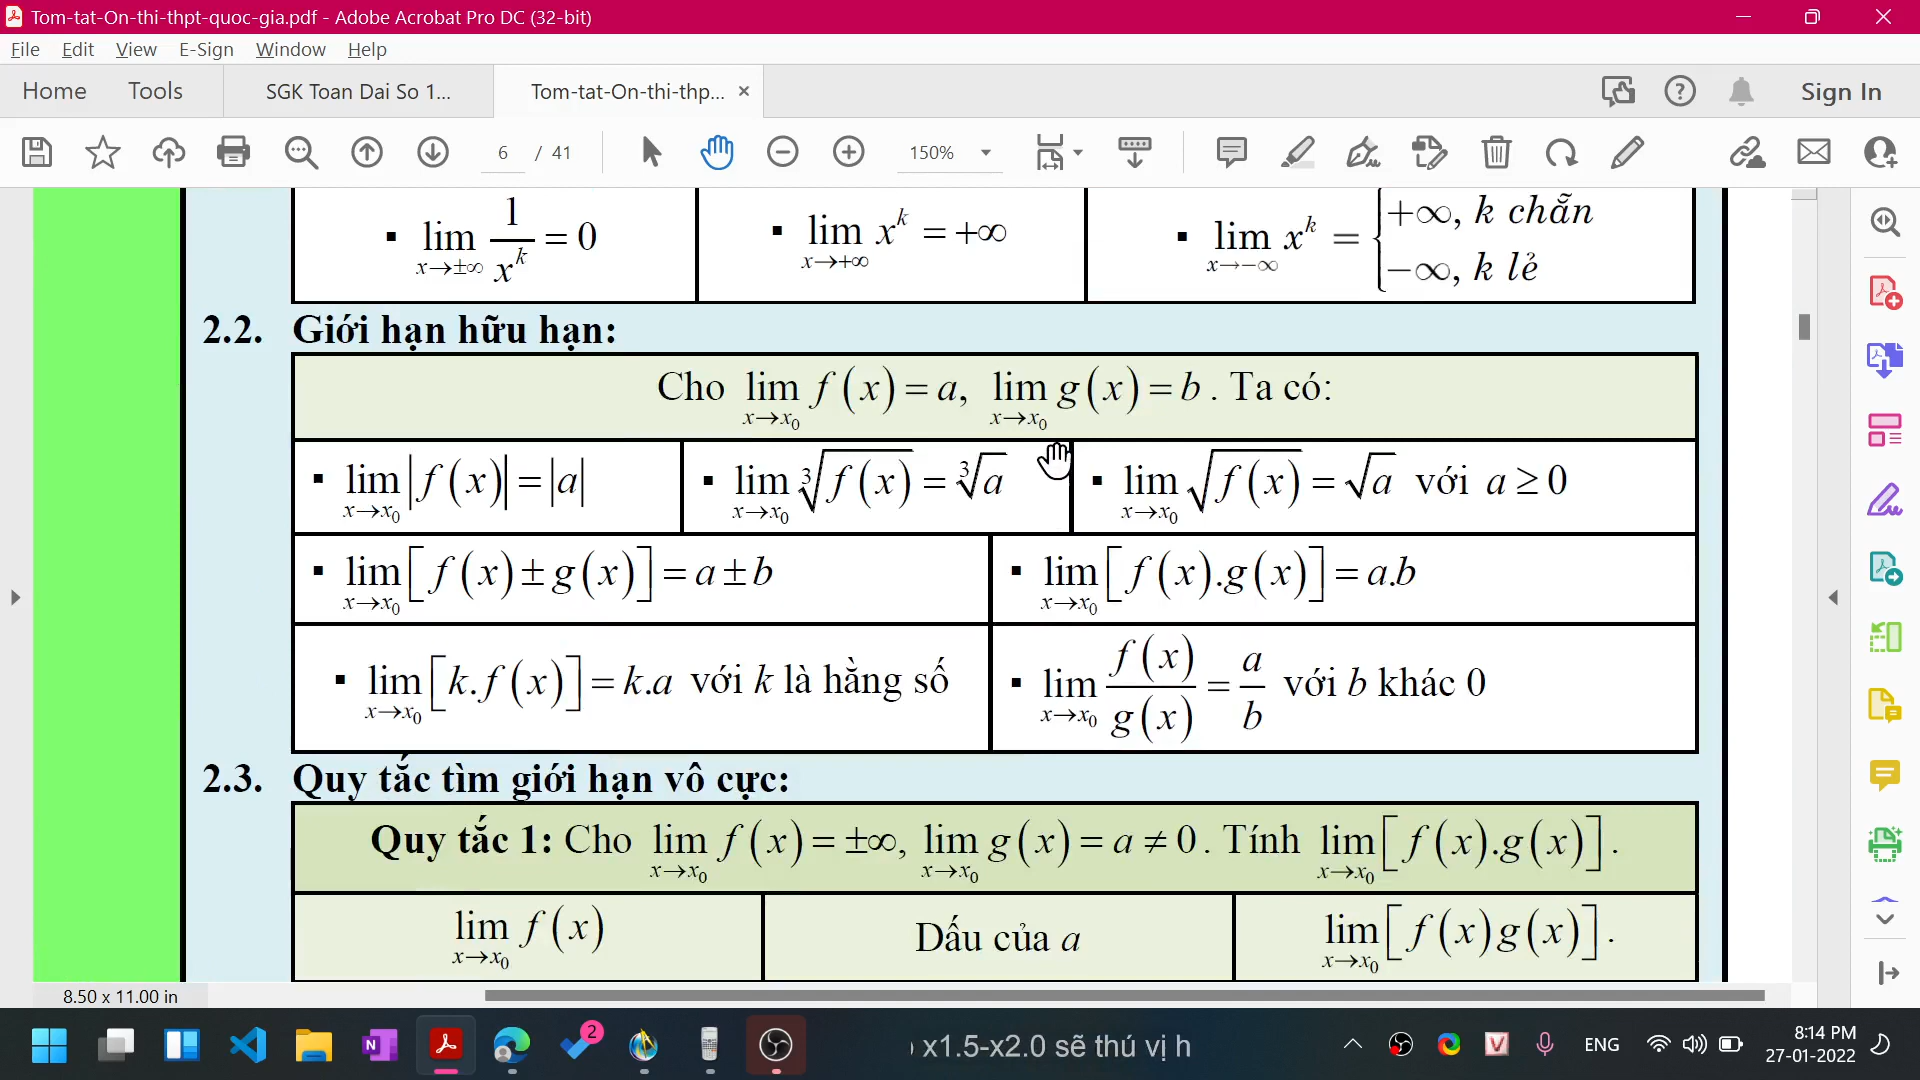 Tom-tat-On-thi-thpt-quoc-gia.pdf - Adobe Acrobat Pro DC (32-bit)
File Edit View E-Sign Window Help
Home Tools SGK Toan Dai So 1... Tom-tat-On-thi-thp... × Sign In
6 / 41 150%
▪ lim_{x→±∞} 1/x^k = 0 ▪ lim_{x→+∞} x^k = +∞ ▪ lim_{x→−∞} x^k = { +∞, k chẵn
−∞, k lẻ
2.2. Giới hạn hữu hạn:
Cho lim_{x→x₀} f(x) = a, lim_{x→x₀} g(x) = b. Ta có:
▪ lim_{x→x₀} |f(x)| = |a| ▪ lim_{x→x₀} ∛f(x) = ∛a ▪ lim_{x→x₀} √f(x) = √a với a ≥ 0
▪ lim_{x→x₀} [f(x) ± g(x)] = a ± b ▪ lim_{x→x₀} [f(x).g(x)] = a.b
▪ lim_{x→x₀} [k.f(x)] = k.a với k là hằng số ▪ lim_{x→x₀} f(x)/g(x) = a/b với b khác 0
2.3. Quy tắc tìm giới hạn vô cực:
Quy tắc 1: Cho lim_{x→x₀} f(x) = ±∞, lim_{x→x₀} g(x) = a ≠ 0. Tính lim_{x→x₀} [f(x).g(x)].
lim_{x→x₀} f(x) Dấu của a lim_{x→x₀} [f(x)g(x)].
8.50 x 11.00 in
2 x1.5-x2.0 sẽ thú vị h ENG 8:14 PM
27-01-2022